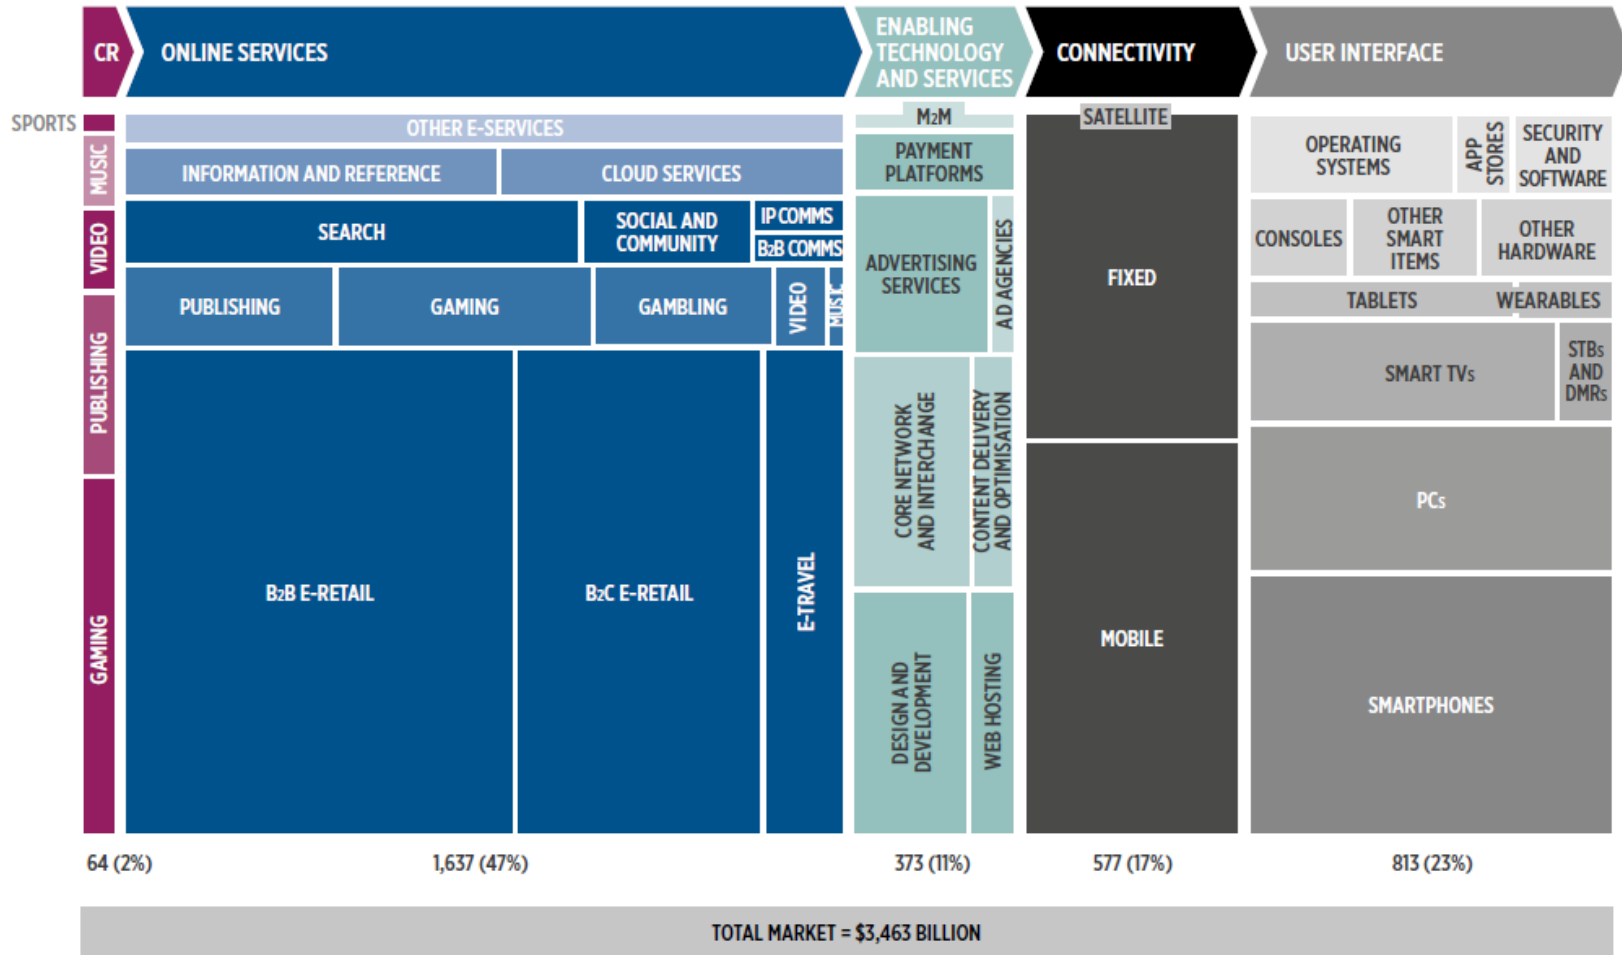 CR
ONLINE SERVICES
ENABLING
TECHNOLOGY
AND SERVICES
CONNECTIVITY
USER INTERFACE
SPORTS
MUSIC
VIDEO
PUBLISHING
GAMING
OTHER E-SERVICES
INFORMATION AND REFERENCE
CLOUD SERVICES
SEARCH
SOCIAL AND
COMMUNITY
IP COMMS
B2B COMMS
PUBLISHING
GAMING
GAMBLING
VIDEO
MUSIC
B2B E-RETAIL
B2C E-RETAIL
E-TRAVEL
M2M
PAYMENT
PLATFORMS
ADVERTISING
SERVICES
AD AGENCIES
CORE NETWORK
AND INTERCHANGE
CONTENT DELIVERY
AND OPTIMISATION
DESIGN AND
DEVELOPMENT
WEB HOSTING
SATELLITE
FIXED
MOBILE
OPERATING
SYSTEMS
APP
STORES
SECURITY
AND
SOFTWARE
CONSOLES
OTHER
SMART
ITEMS
OTHER
HARDWARE
TABLETS
WEARABLES
SMART TVs
STBs
AND
DMRs
PCs
SMARTPHONES
64 (2%)
1,637 (47%)
373 (11%)
577 (17%)
813 (23%)
TOTAL MARKET = $3,463 BILLION